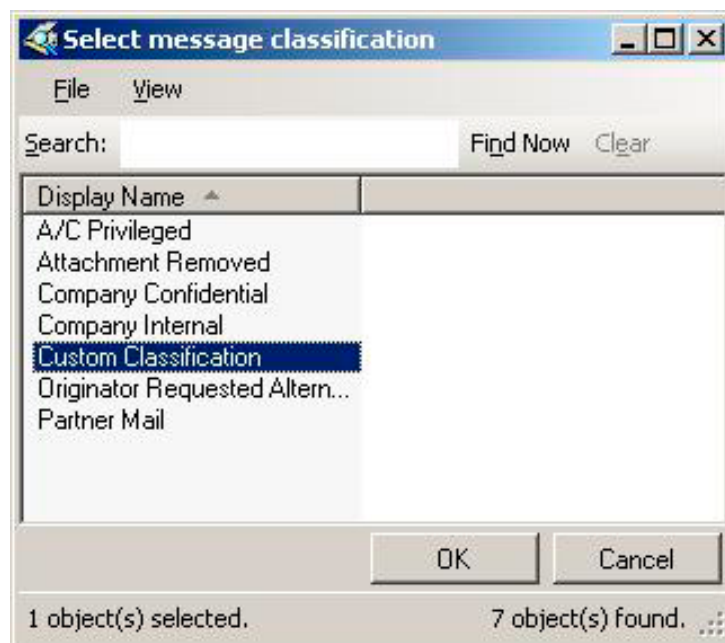 Select message classification
File View
Search: Find Now Clear
Display Name
A/C Privileged
Attachment Removed
Company Confidential
Company Internal
Custom Classification
Originator Requested Altern...
Partner Mail
OK Cancel
1 object(s) selected. 7 object(s) found.